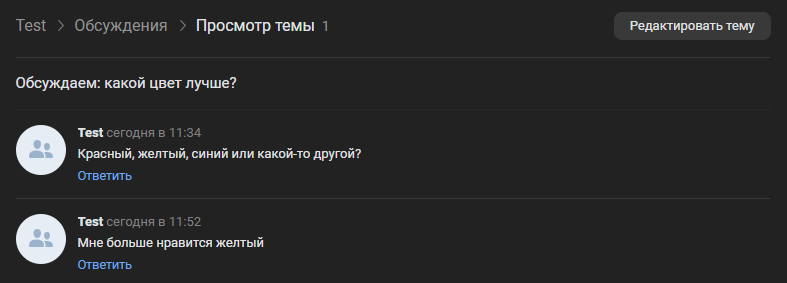 Test > Обсуждения > Просмотр темы 1 Редактировать тему
Обсуждаем: какой цвет лучше?
Test сегодня в 11:34
Красный, желтый, синий или какой-то другой?
Ответить
Test сегодня в 11:52
Мне больше нравится желтый
Ответить